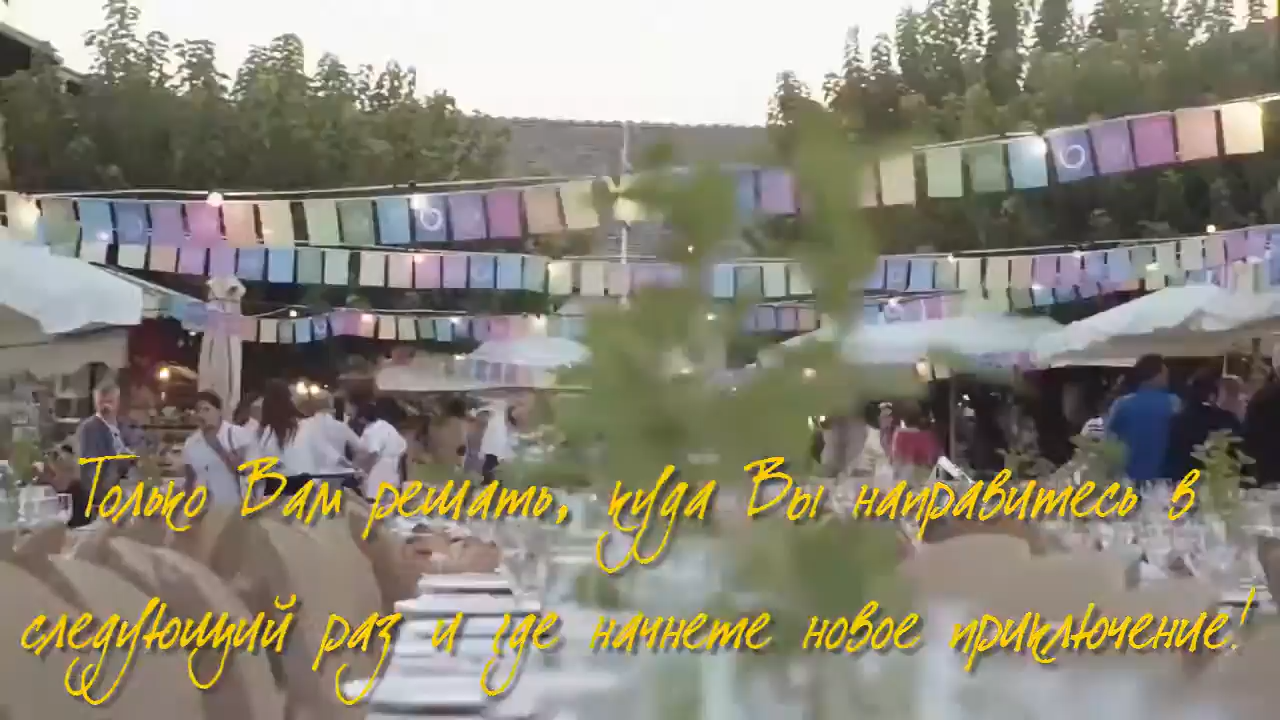 Только Вам решать, куда Вы направитесь в
следующий раз и где начнете новое приключение!